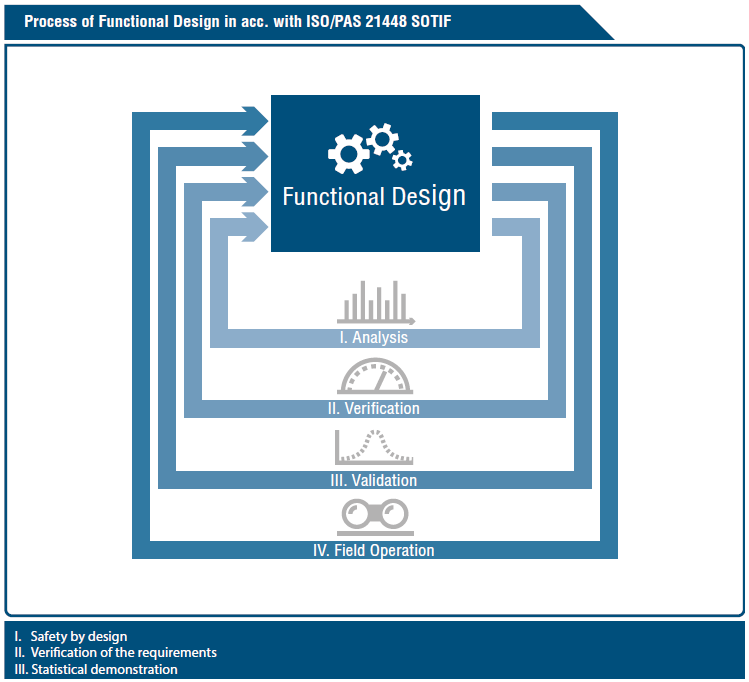 Process of Functional Design in acc. with ISO/PAS 21448 SOTIF
Functional Design
I. Analysis
II. Verification
III. Validation
IV. Field Operation
I. Safety by design
II. Verification of the requirements
III. Statistical demonstration